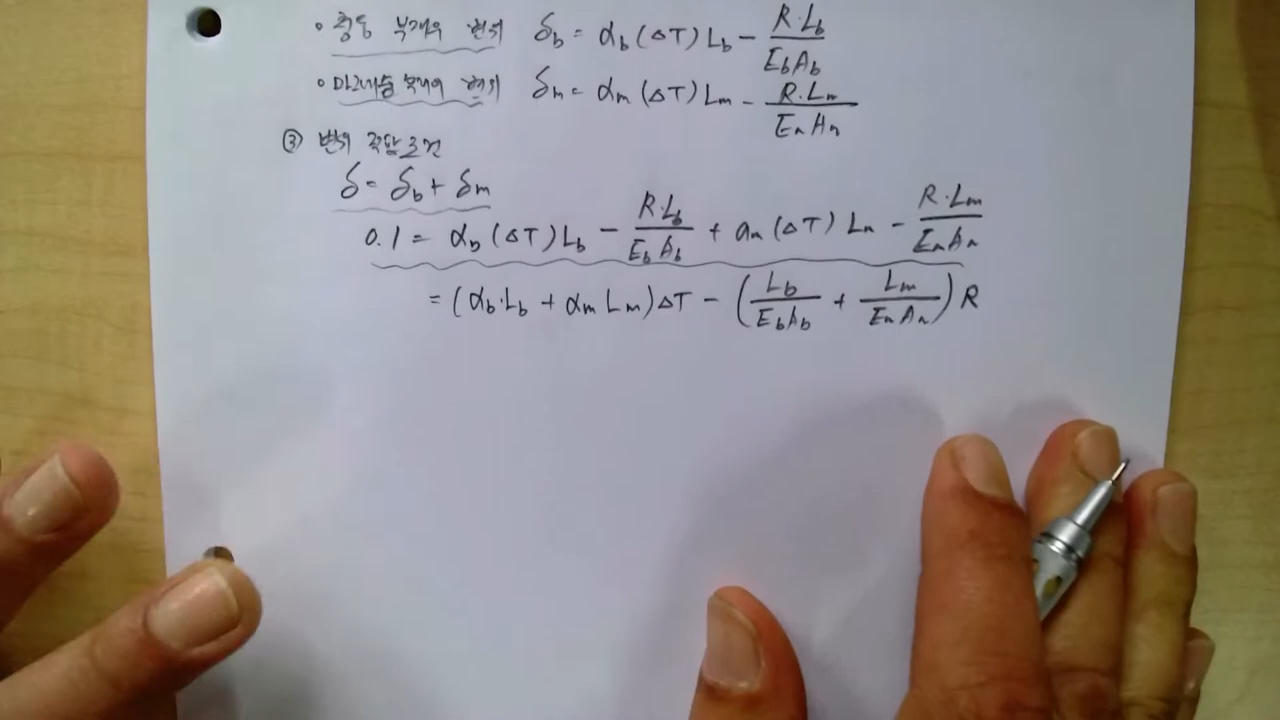 • 청동 부재의 변위 δb = αb (ΔT) Lb - R·Lb / EbAb
• 마그네슘 부재의 변위 δm = αm (ΔT) Lm - R·Lm / EmAm
③ 변위 적합조건
δ = δb + δm
0.1 = αb (ΔT) Lb - R·Lb / EbAb + αm (ΔT) Lm - R·Lm / EmAm
= (αb·Lb + αm Lm) ΔT - (Lb / EbAb + Lm / EmAm) R